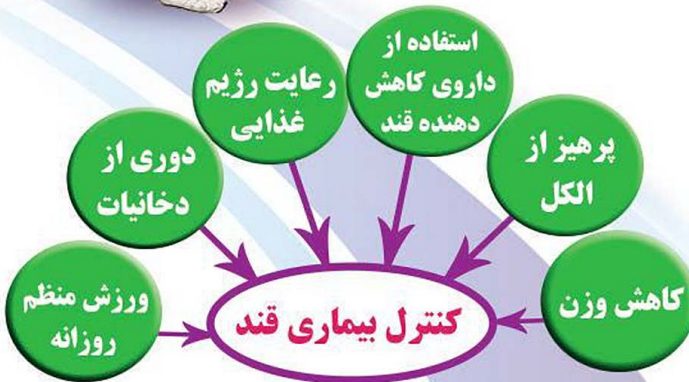 استفاده از
داروی کاهش
دهنده قند
رعایت رژیم
غذایی
پرهیز از
الکل
دوری از
دخانیات
کاهش وزن
ورزش منظم
روزانه
کنترل بیماری قند